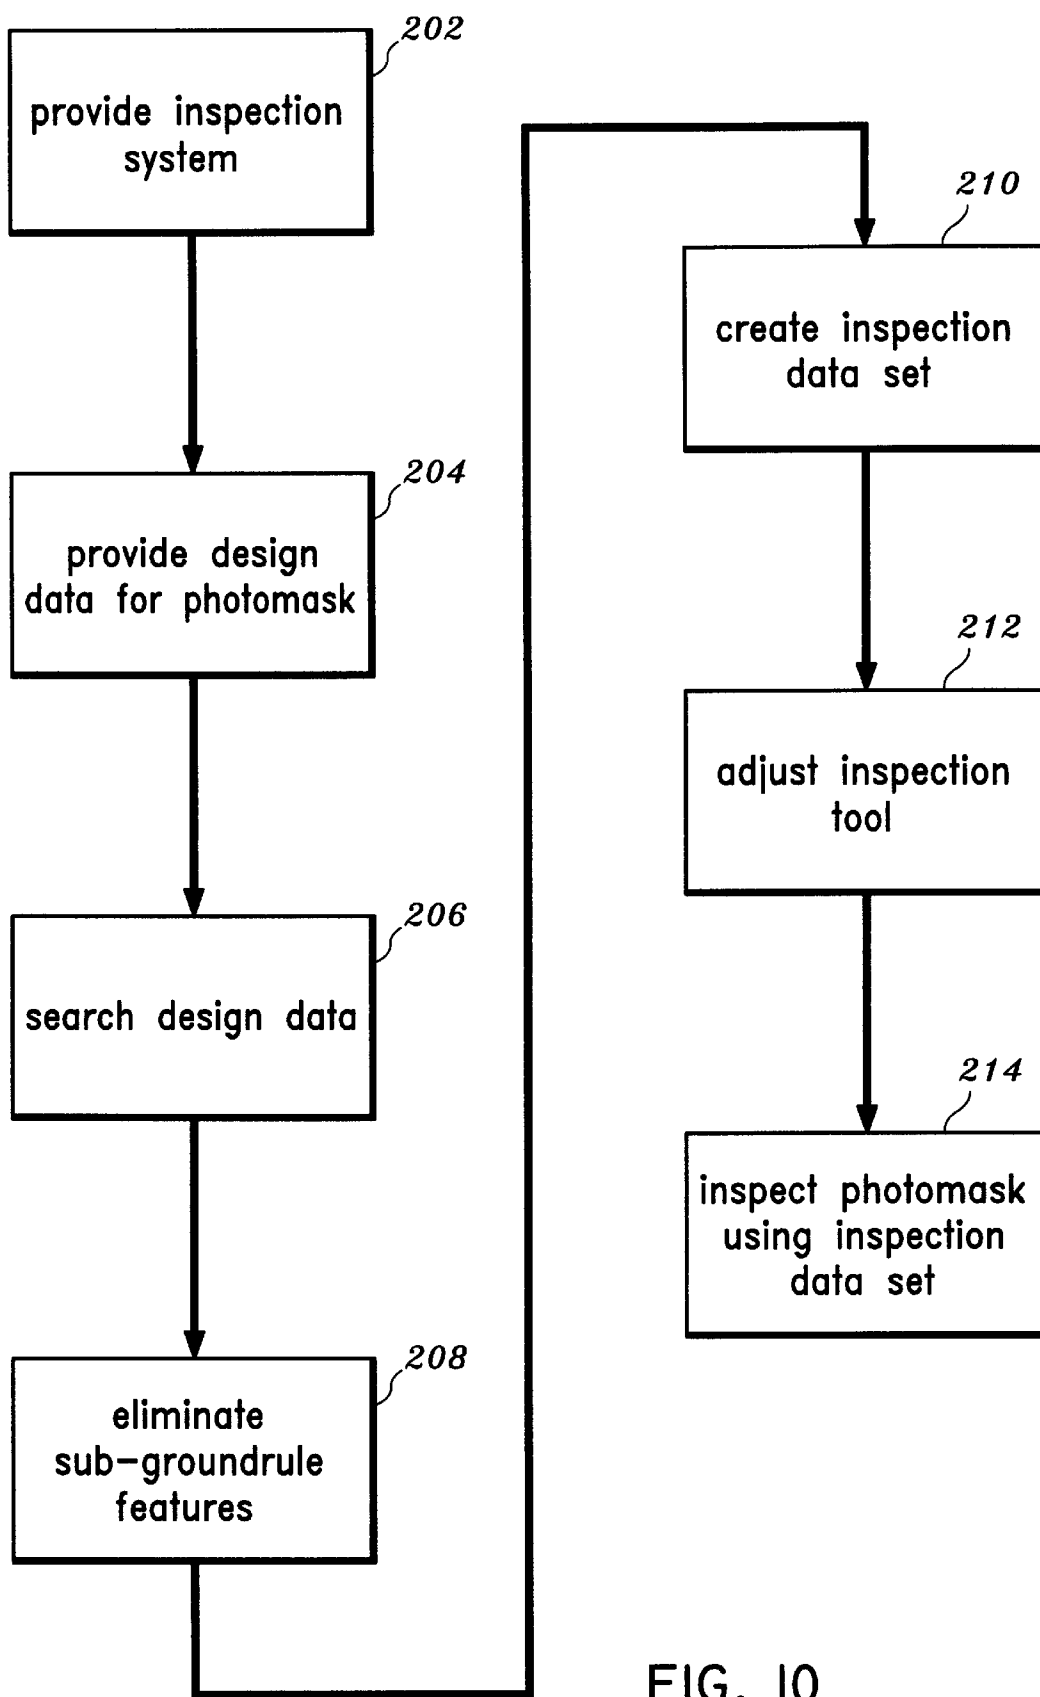 202
provide inspection
system
204
provide design
data for photomask
206
search design data
208
eliminate
sub-groundrule
features
210
create inspection
data set
212
adjust inspection
tool
214
inspect photomask
using inspection
data set
FIG. 10